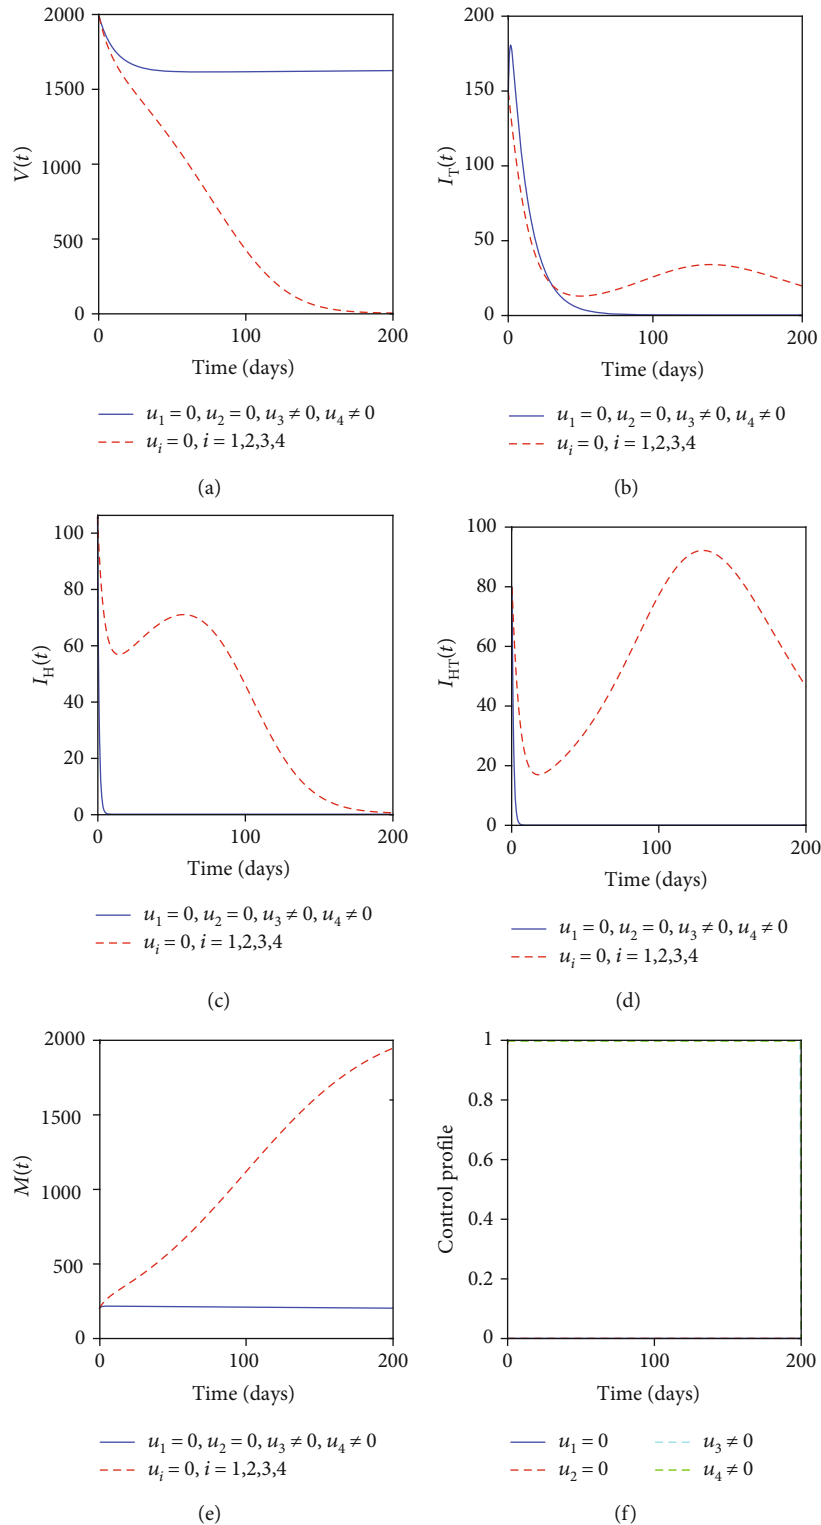 2000
1500
1000
500
0
V(t)
0 100 200
Time (days)
u1 = 0, u2 = 0, u3 ≠ 0, u4 ≠ 0
ui = 0, i = 1,2,3,4
(a)
200
150
100
50
0
IT(t)
0 100 200
Time (days)
u1 = 0, u2 = 0, u3 ≠ 0, u4 ≠ 0
ui = 0, i = 1,2,3,4
(b)
100
80
60
40
20
0
IH(t)
0 100 200
Time (days)
u1 = 0, u2 = 0, u3 ≠ 0, u4 ≠ 0
ui = 0, i = 1,2,3,4
(c)
100
80
60
40
20
0
IHT(t)
0 100 200
Time (days)
u1 = 0, u2 = 0, u3 ≠ 0, u4 ≠ 0
ui = 0, i = 1,2,3,4
(d)
2000
1500
1000
500
0
M(t)
0 100 200
Time (days)
u1 = 0, u2 = 0, u3 ≠ 0, u4 ≠ 0
ui = 0, i = 1,2,3,4
(e)
1
0.8
0.6
0.4
0.2
0
Control profile
0 100 200
Time (days)
u1 = 0 u3 ≠ 0
u2 = 0 u4 ≠ 0
(f)